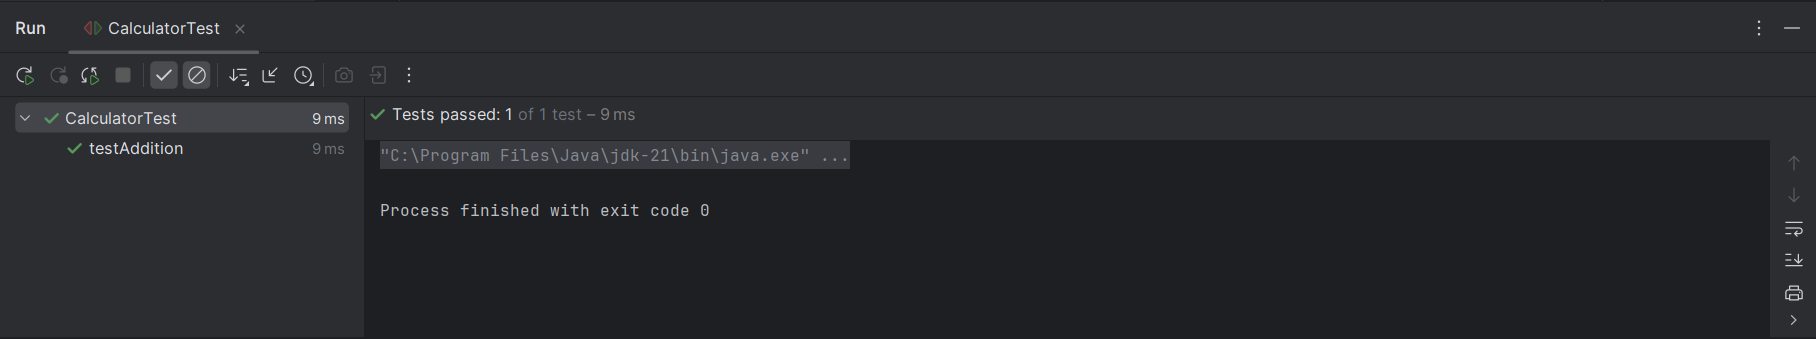 Run CalculatorTest
CalculatorTest 9 ms
testAddition 9 ms
Tests passed: 1 of 1 test – 9 ms
"C:\Program Files\Java\jdk-21\bin\java.exe" ...
Process finished with exit code 0